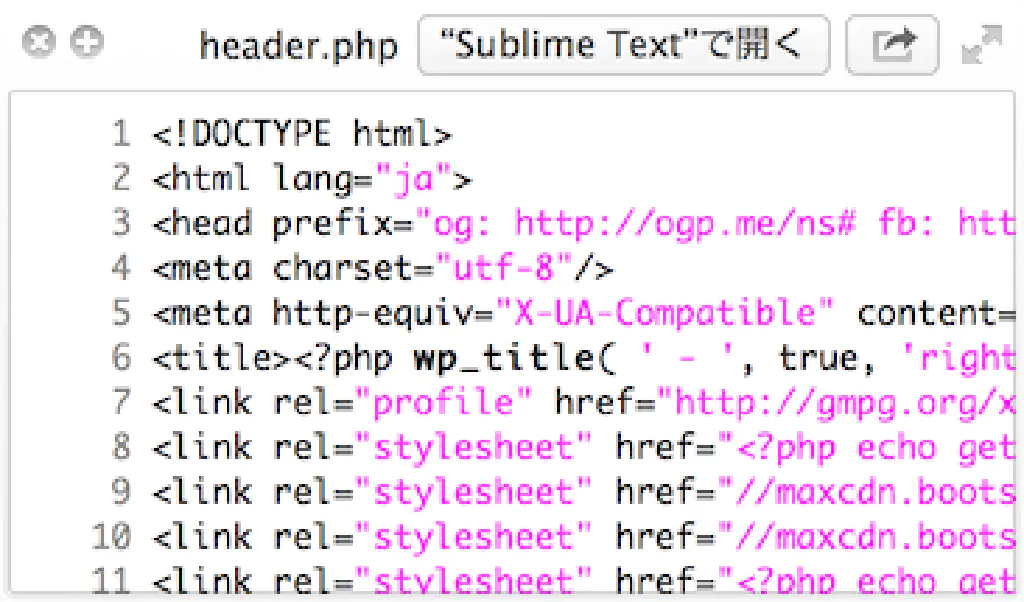 header.php “Sublime Text”で開く
1 <!DOCTYPE html>
2 <html lang="ja">
3 <head prefix="og: http://ogp.me/ns# fb: htt
4 <meta charset="utf-8"/>
5 <meta http-equiv="X-UA-Compatible" content=
6 <title><?php wp_title( ' - ', true, 'right
7 <link rel="profile" href="http://gmpg.org/x
8 <link rel="stylesheet" href="<?php echo get
9 <link rel="stylesheet" href="//maxcdn.boots
10 <link rel="stylesheet" href="//maxcdn.boots
11 <link rel="stylesheet" href="<?php echo get